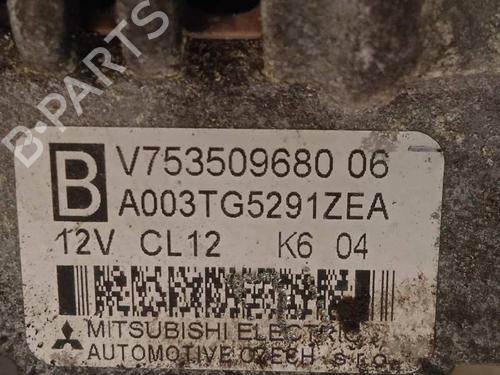 B-PARTS
B
V753509680 06
A003TG5291ZEA
12V CL12 K6 04
MITSUBISHI ELECTRIC
AUTOMOTIVE CZECH s.r.o.